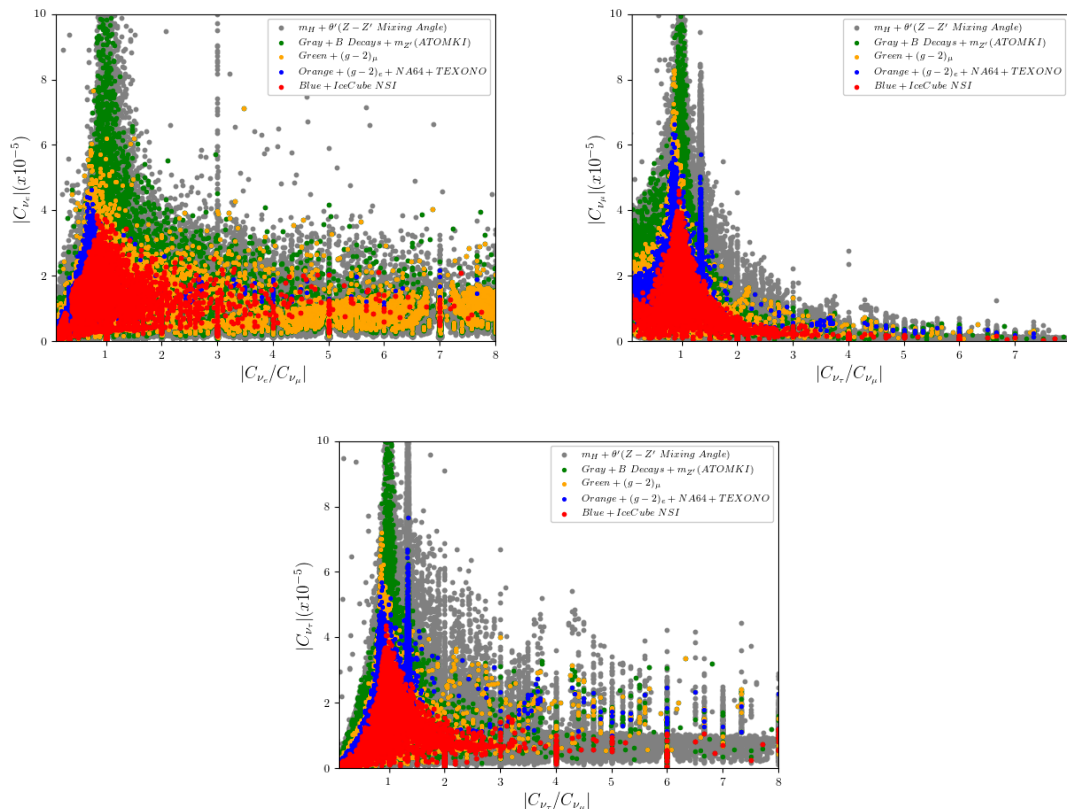 10
8
6
4
2
0
|C_{ν_e}|(x10^{-5})
m_H + θ′(Z − Z′ Mixing Angle)
Gray + B Decays + m_{Z′}(ATOMKI)
Green + (g − 2)_μ
Orange + (g − 2)_e + NA64 + TEXONO
Blue + IceCube NSI
1 2 3 4 5 6 7 8
|C_{ν_e}/C_{ν_μ}|
10
8
6
4
2
0
|C_{ν_μ}|(x10^{-5})
m_H + θ′(Z − Z′ Mixing Angle)
Gray + B Decays + m_{Z′}(ATOMKI)
Green + (g − 2)_μ
Orange + (g − 2)_e + NA64 + TEXONO
Blue + IceCube NSI
1 2 3 4 5 6 7
|C_{ν_τ}/C_{ν_μ}|
10
8
6
4
2
0
|C_{ν_τ}|(x10^{-5})
m_H + θ′(Z − Z′ Mixing Angle)
Gray + B Decays + m_{Z′}(ATOMKI)
Green + (g − 2)_μ
Orange + (g − 2)_e + NA64 + TEXONO
Blue + IceCube NSI
1 2 3 4 5 6 7 8
|C_{ν_τ}/C_{ν_μ}|